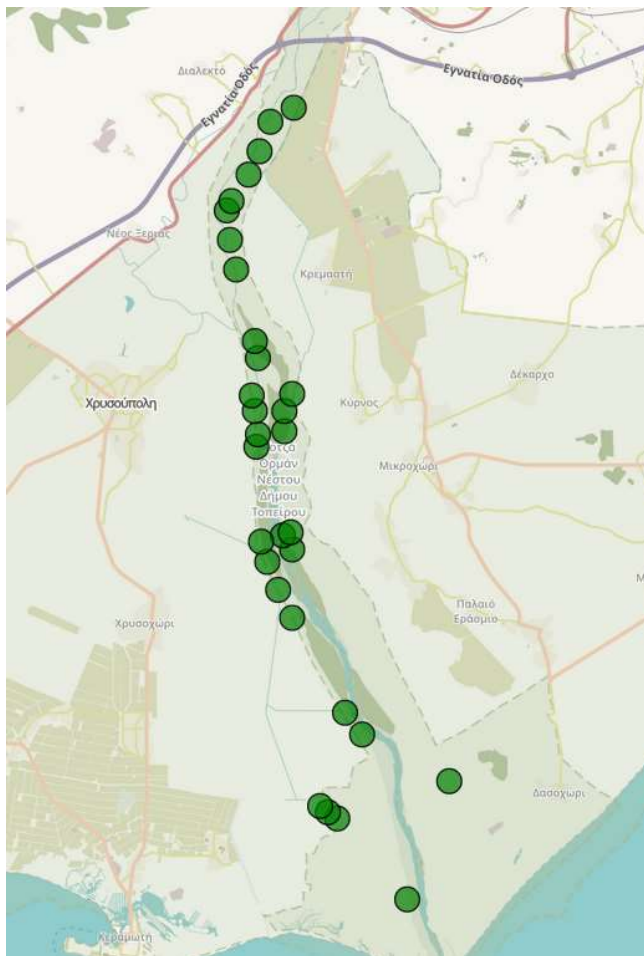 Διαλεκτό
Εγνατία Οδός
Εγνατία Οδός
Νέος Ξεριάς
Κρεμαστή
Δέκαρχο
Χρυσούπολη
Κύρνος
Μικροχώρι
Ορμάν
Νέστου
Δήμου
Τοπείρου
Παλαιό
Εράσμιο
Χρυσοχώρι
Δασοχώρι
Κεραμωτή